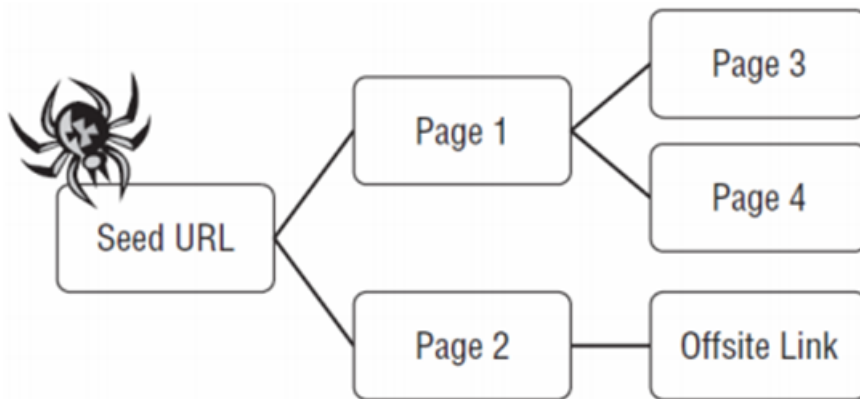 Seed URL
Page 1
Page 2
Page 3
Page 4
Offsite Link